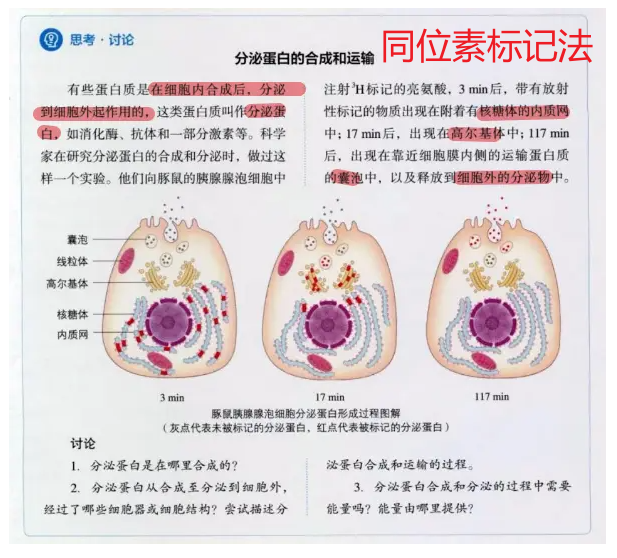 思考·讨论
同位素标记法
分泌蛋白的合成和运输
有些蛋白质是在细胞内合成后，分泌
到细胞外起作用的，这类蛋白质叫作分泌蛋
白，如消化酶、抗体和一部分激素等。科学
家在研究分泌蛋白的合成和分泌时，做过这
样一个实验。他们向豚鼠的胰腺腺泡细胞中
注射³H标记的亮氨酸，3 min后，带有放射
性标记的物质出现在附着有核糖体的内质网
中；17 min后，出现在高尔基体中；117 min
后，出现在靠近细胞膜内侧的运输蛋白质
的囊泡中，以及释放到细胞外的分泌物中。
囊泡
线粒体
高尔基体
核糖体
内质网
3 min
17 min
117 min
豚鼠胰腺腺泡细胞分泌蛋白形成过程图解
（灰点代表未被标记的分泌蛋白，红点代表被标记的分泌蛋白）
讨论
1. 分泌蛋白是在哪里合成的？
2. 分泌蛋白从合成至分泌到细胞外，
经过了哪些细胞器或细胞结构？尝试描述分
泌蛋白合成和运输的过程。
3. 分泌蛋白合成和分泌的过程中需要
能量吗？能量由哪里提供？